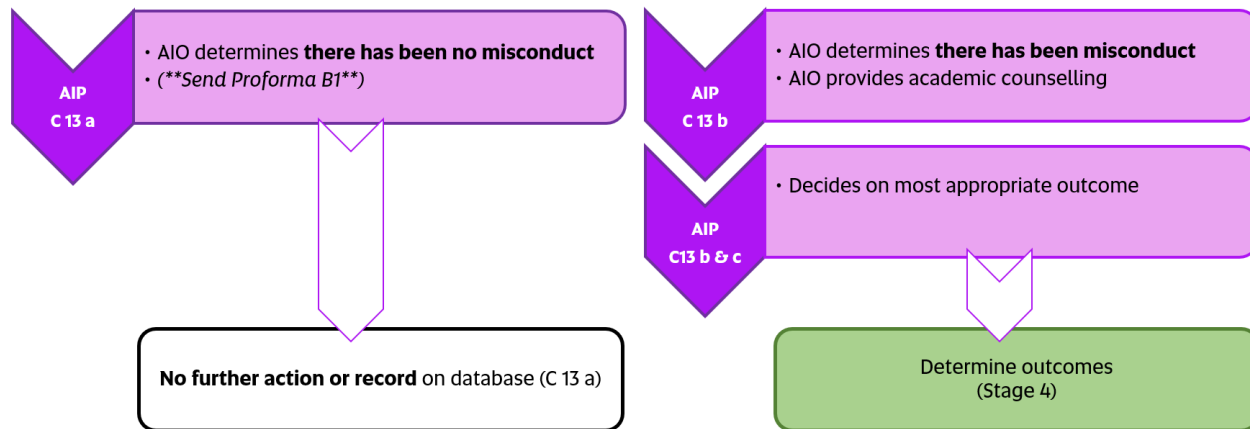 AIP
C 13 a
• AIO determines there has been no misconduct
• (**Send Proforma B1**)
No further action or record on database (C 13 a)
AIP
C 13 b
• AIO determines there has been misconduct
• AIO provides academic counselling
AIP
C13 b & c
• Decides on most appropriate outcome
Determine outcomes
(Stage 4)